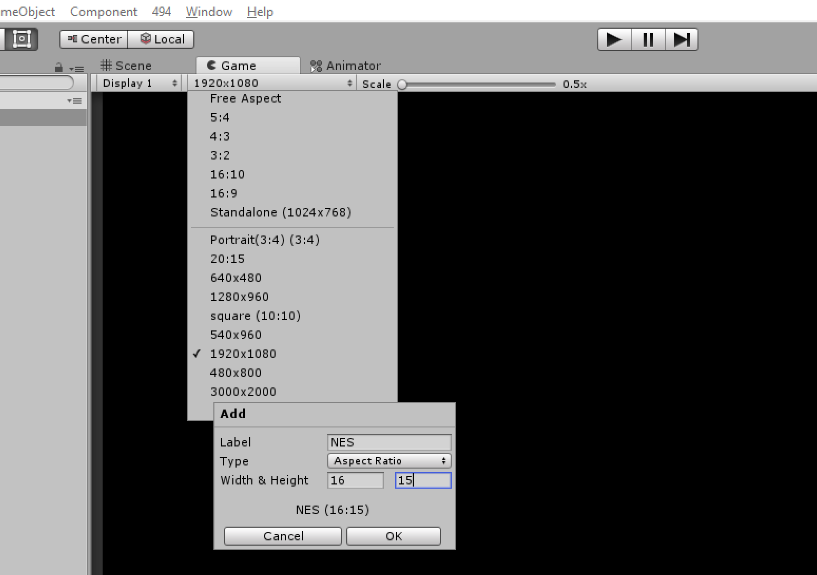 meObject Component 494 Window Help
Center Local
Scene Game Animator
Display 1 1920x1080 Scale 0.5x
Free Aspect
5:4
4:3
3:2
16:10
16:9
Standalone (1024x768)
Portrait(3:4) (3:4)
20:15
640x480
1280x960
square (10:10)
540x960
1920x1080
480x800
3000x2000
Add
Label NES
Type Aspect Ratio
Width & Height 16 15
NES (16:15)
Cancel OK